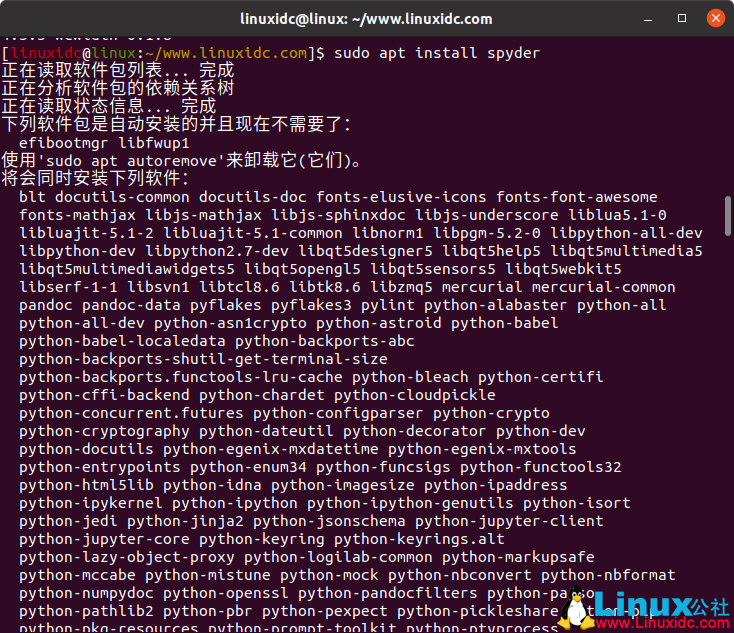 linuxidc@linux: ~/www.linuxidc.com
[linuxidc@linux:~/www.linuxidc.com]$ sudo apt install spyder
正在读取软件包列表... 完成
正在分析软件包的依赖关系树
正在读取状态信息... 完成
下列软件包是自动安装的并且现在不需要了：
efibootmgr libfwup1
使用'sudo apt autoremove'来卸载它(它们)。
将会同时安装下列软件：
blt docutils-common docutils-doc fonts-elusive-icons fonts-font-awesome
fonts-mathjax libjs-mathjax libjs-sphinxdoc libjs-underscore liblua5.1-0
libluajit-5.1-2 libluajit-5.1-common libnorm1 libpgm-5.2-0 libpython-all-dev
libpython-dev libpython2.7-dev libqt5designer5 libqt5help5 libqt5multimedia5
libqt5multimediawidgets5 libqt5opengl5 libqt5sensors5 libqt5webkit5
libserf-1-1 libsvn1 libtcl8.6 libtk8.6 libzmq5 mercurial mercurial-common
pandoc pandoc-data pyflakes pyflakes3 pylint python-alabaster python-all
python-all-dev python-asn1crypto python-astroid python-babel
python-babel-localedata python-backports-abc
python-backports-shutil-get-terminal-size
python-backports.functools-lru-cache python-bleach python-certifi
python-cffi-backend python-chardet python-cloudpickle
python-concurrent.futures python-configparser python-crypto
python-cryptography python-dateutil python-decorator python-dev
python-docutils python-egenix-mxdatetime python-egenix-mxtools
python-entrypoints python-enum34 python-funcsigs python-functools32
python-html5lib python-idna python-imagesize python-ipaddress
python-ipykernel python-ipython python-ipython-genutils python-isort
python-jedi python-jinja2 python-jsonschema python-jupyter-client
python-jupyter-core python-keyring python-keyrings.alt
python-lazy-object-proxy python-logilab-common python-markupsafe
python-mccabe python-mistune python-mock python-nbconvert python-nbformat
python-numpydoc python-openssl python-pandocfilters
python-pathlib2 python-pbr python-pexpect python-pickleshare
python-pkg-resources python-prompt-toolkit python-ptyprocess
Linux公社
www.Linuxidc.com